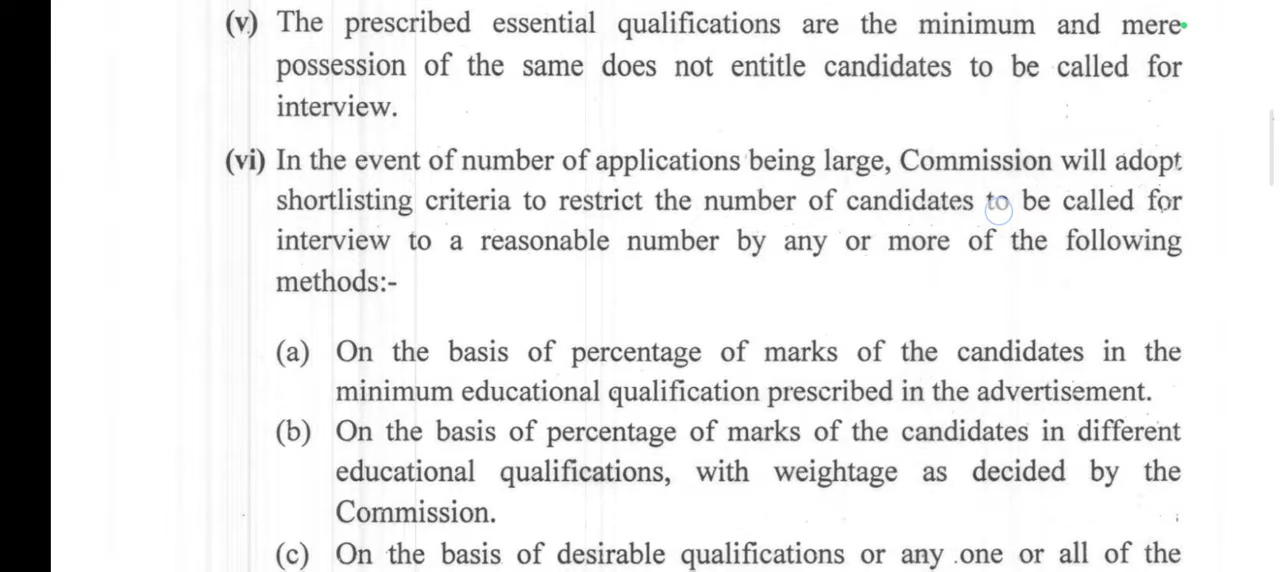 (v) The prescribed essential qualifications are the minimum and mere
possession of the same does not entitle candidates to be called for
interview.
(vi) In the event of number of applications being large, Commission will adopt
shortlisting criteria to restrict the number of candidates to be called for
interview to a reasonable number by any or more of the following
methods:-
(a) On the basis of percentage of marks of the candidates in the
minimum educational qualification prescribed in the advertisement.
(b) On the basis of percentage of marks of the candidates in different
educational qualifications, with weightage as decided by the
Commission.
(c) On the basis of desirable qualifications or any one or all of the